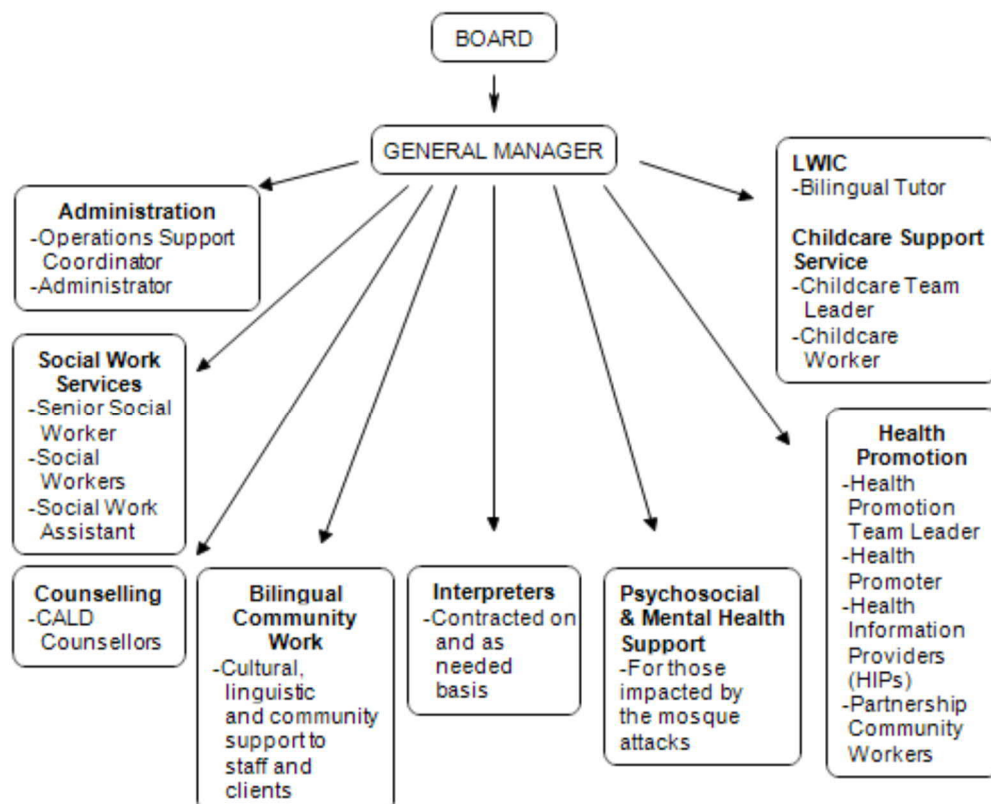 BOARD
GENERAL MANAGER
Administration
-Operations Support
Coordinator
-Administrator
LWIC
-Bilingual Tutor
Childcare Support
Service
-Childcare Team
Leader
-Childcare
Worker
Social Work
Services
-Senior Social
Worker
-Social
Workers
-Social Work
Assistant
Health
Promotion
-Health
Promotion
Team Leader
-Health
Promoter
-Health
Information
Providers
(HIPs)
-Partnership
Community
Workers
Counselling
-CALD
Counsellors
Bilingual
Community
Work
-Cultural,
linguistic
and community
support to
staff and
clients
Interpreters
-Contracted on
and as
needed
basis
Psychosocial
& Mental Health
Support
-For those
impacted by
the mosque
attacks